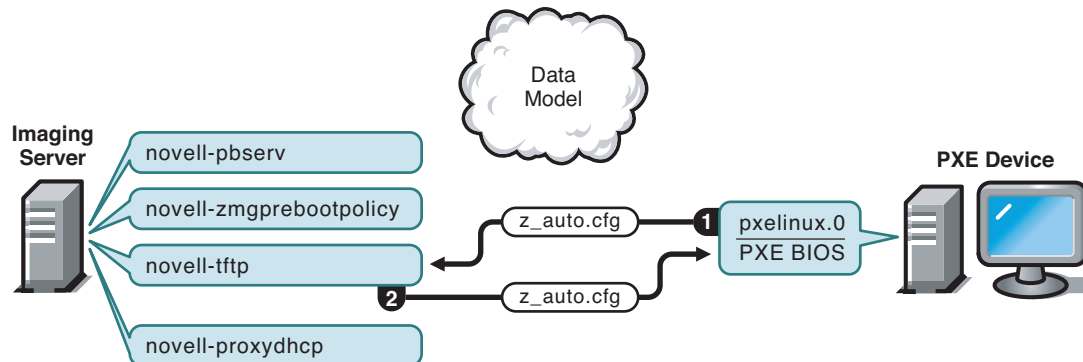 Data
Model
Imaging
Server
PXE Device
novell-pbserv
novell-zmgprebootpolicy
novell-tftp
novell-proxydhcp
z_auto.cfg
1
pxelinux.0
PXE BIOS
2
z_auto.cfg